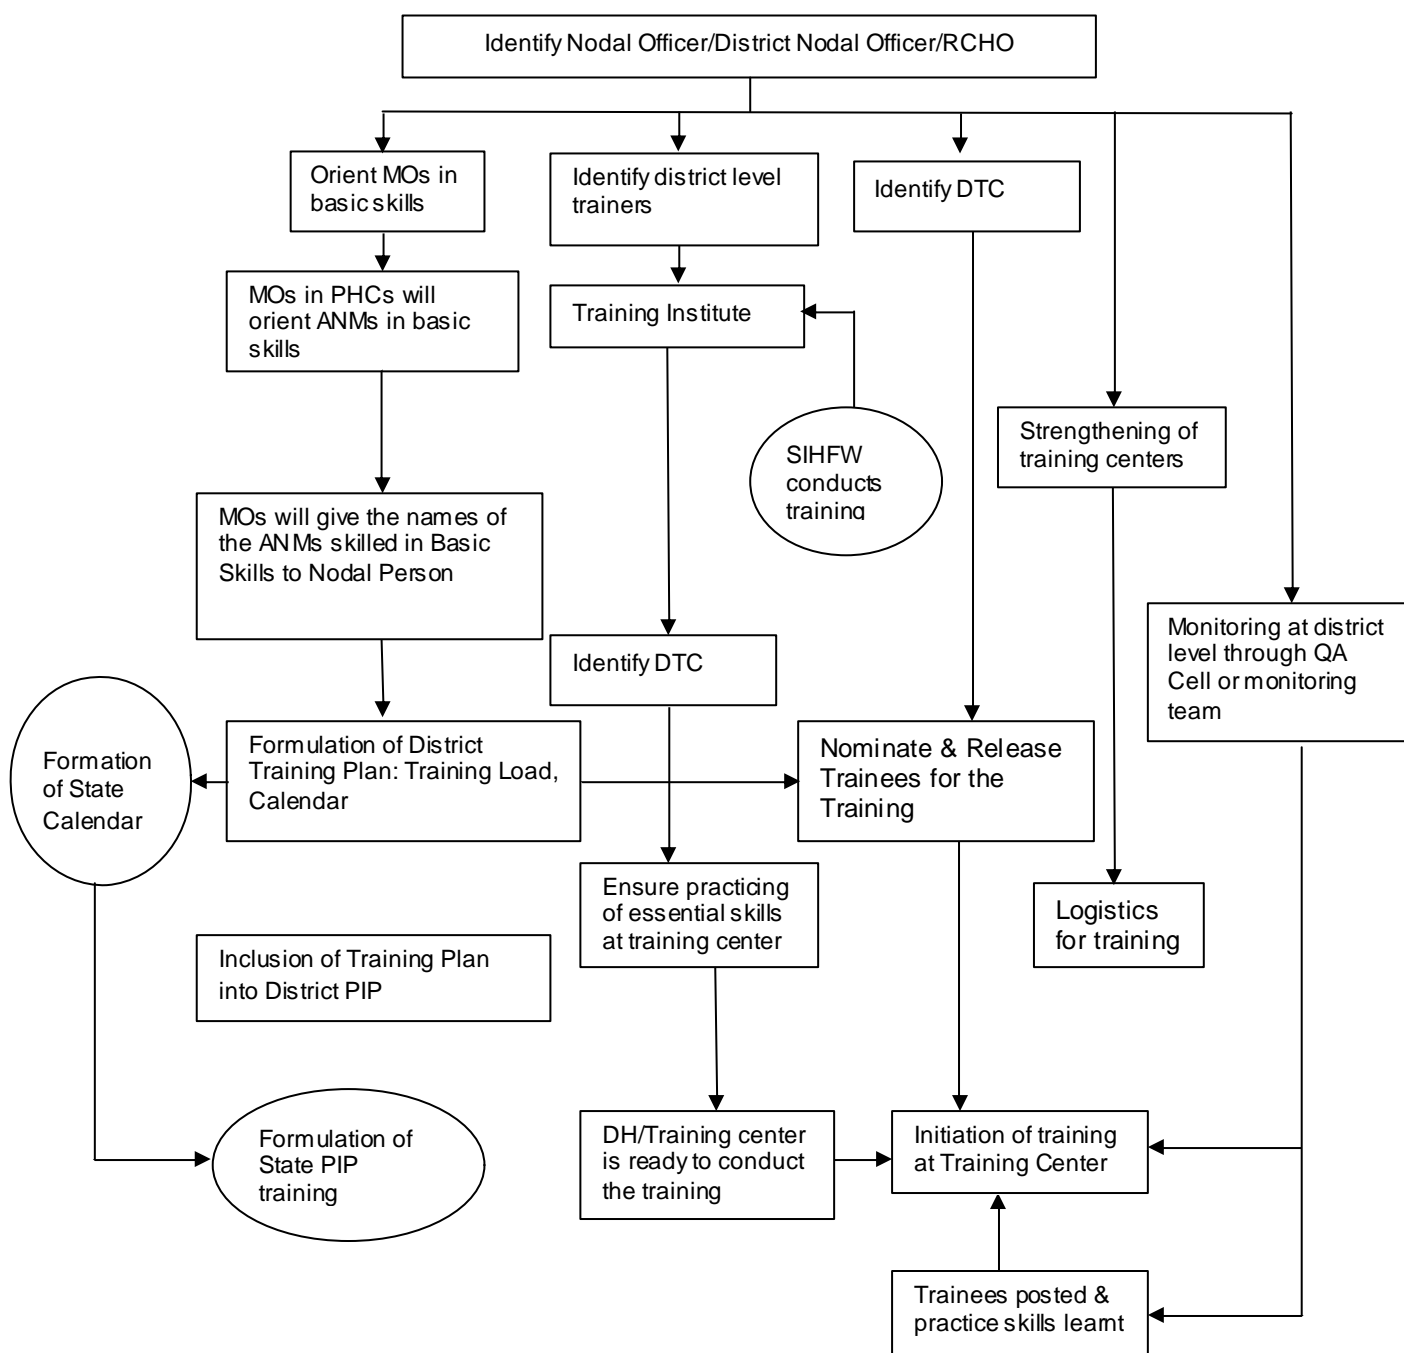 Identify Nodal Officer/District Nodal Officer/RCHO
Orient MOs in
basic skills
Identify district level
trainers
Identify DTC
MOs in PHCs will
orient ANMs in basic
skills
Training Institute
SIHFW
conducts
training
Strengthening of
training centers
MOs will give the names of
the ANMs skilled in Basic
Skills to Nodal Person
Identify DTC
Monitoring at district
level through QA
Cell or monitoring
team
Formation
of State
Calendar
Formulation of District
Training Plan: Training Load,
Calendar
Nominate & Release
Trainees for the
Training
Ensure practicing
of essential skills
at training center
Logistics
for training
Inclusion of Training Plan
into District PIP
Formulation of
State PIP
training
DH/Training center
is ready to conduct
the training
Initiation of training
at Training Center
Trainees posted &
practice skills learnt